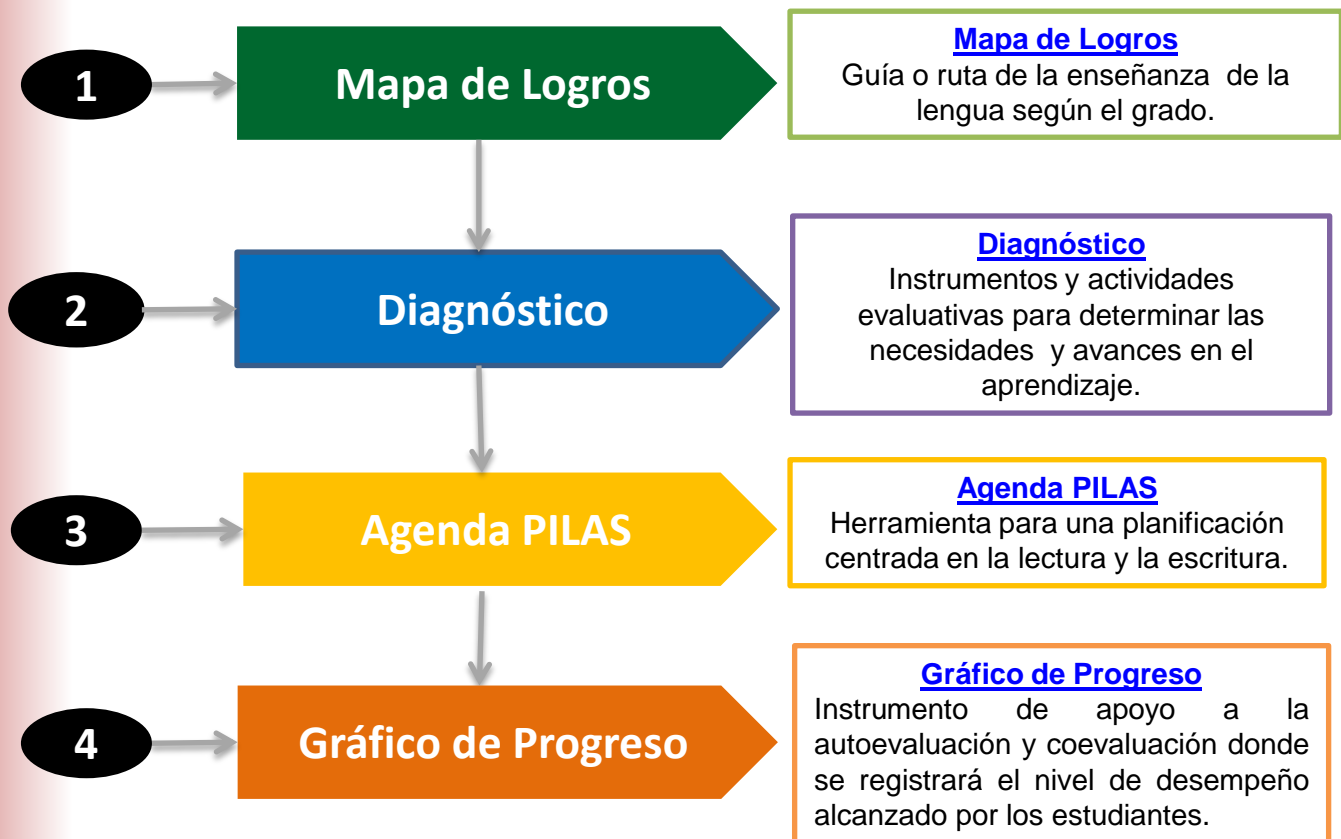 1
Mapa de Logros
Mapa de Logros
Guía o ruta de la enseñanza de la
lengua según el grado.
2
Diagnóstico
Diagnóstico
Instrumentos y actividades
evaluativas para determinar las
necesidades y avances en el
aprendizaje.
3
Agenda PILAS
Agenda PILAS
Herramienta para una planificación
centrada en la lectura y la escritura.
4
Gráfico de Progreso
Gráfico de Progreso
Instrumento de apoyo a la
autoevaluación y coevaluación donde
se registrará el nivel de desempeño
alcanzado por los estudiantes.